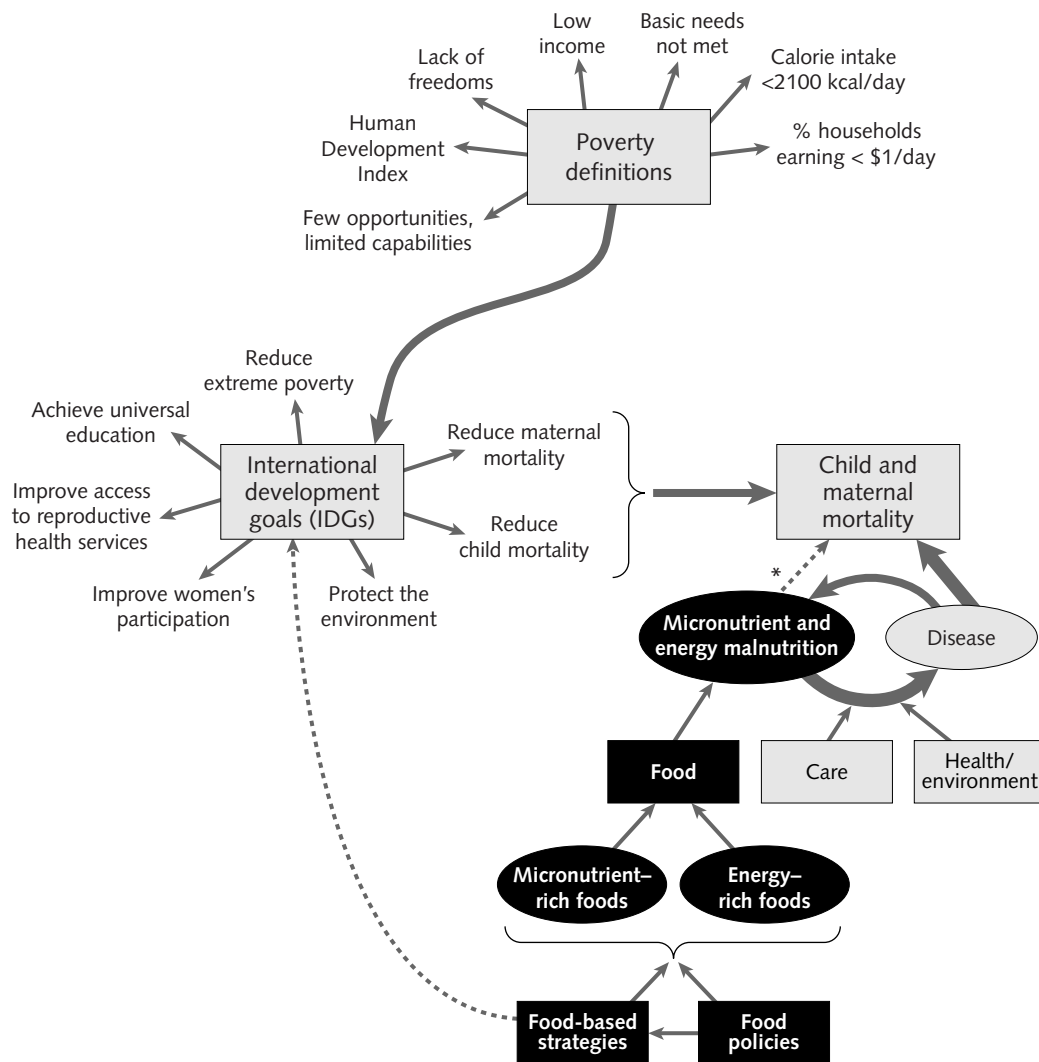 Low
income
Basic needs
not met
Lack of
freedoms
Calorie intake
<2100 kcal/day
Human
Development
Index
Poverty
definitions
% households
earning < $1/day
Few opportunities,
limited capabilities
Reduce
extreme poverty
Achieve universal
education
Reduce maternal
mortality
International
development
goals (IDGs)
Child and
maternal
mortality
Improve access
to reproductive
health services
Reduce
child mortality
Improve women's
participation
Protect the
environment
*
Micronutrient and
energy malnutrition
Disease
Food
Care
Health/
environment
Micronutrient–
rich foods
Energy–
rich foods
Food-based
strategies
Food
policies